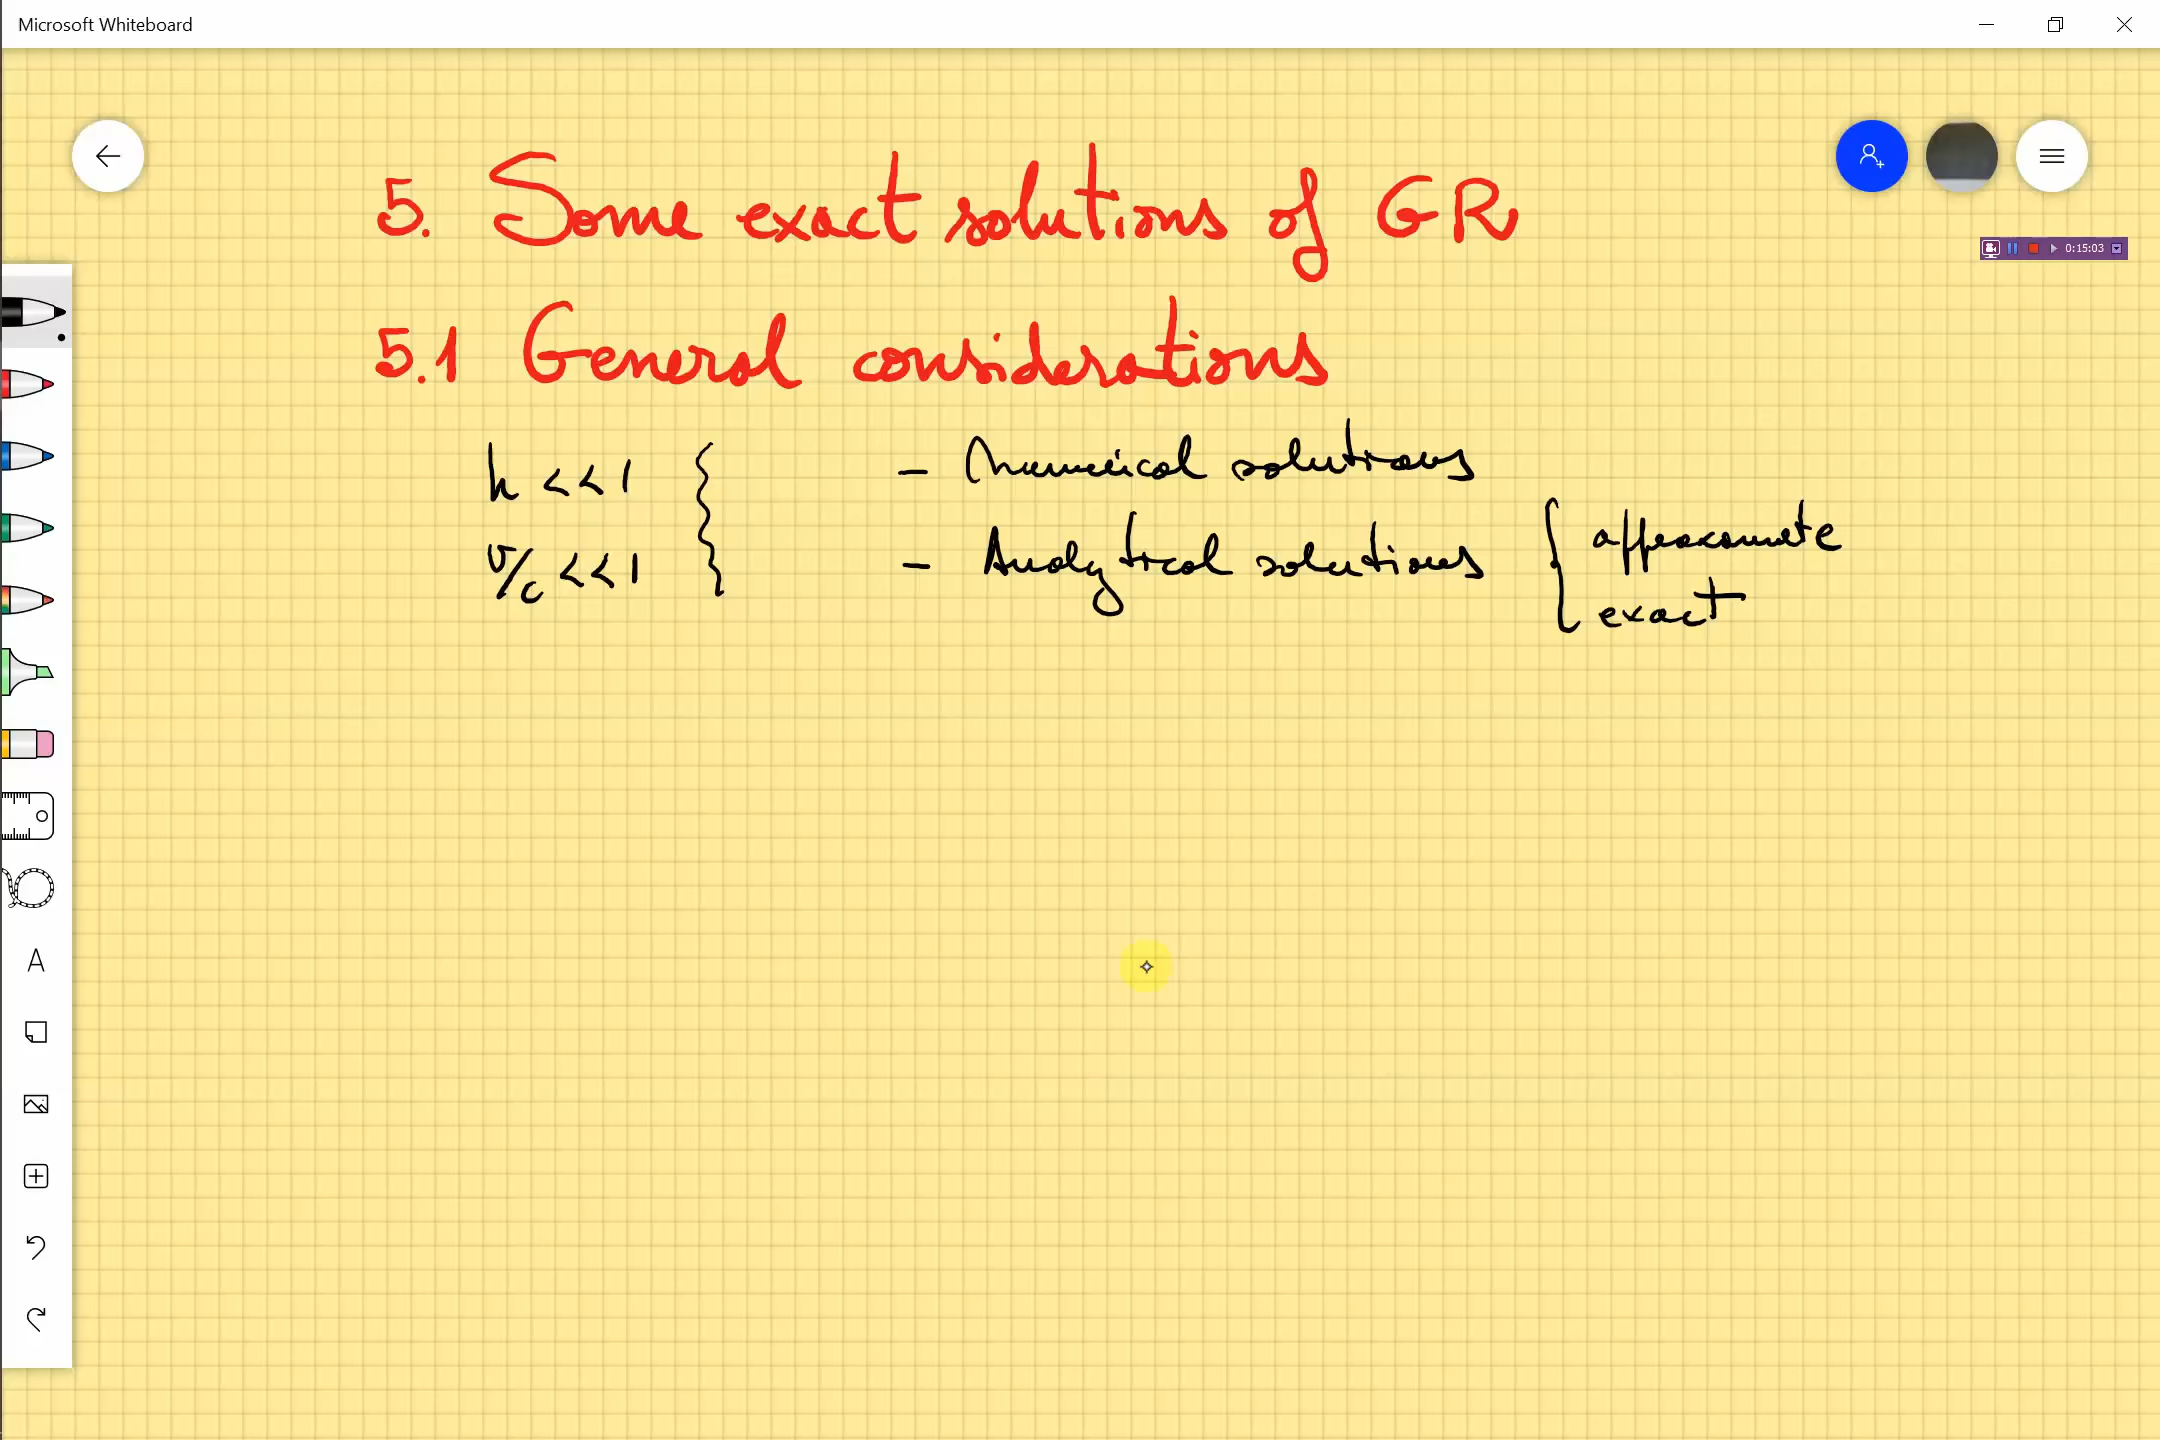 Microsoft Whiteboard
5. Some exact solutions of GR
0:15:03
5.1 General considerations
h << 1
v/c << 1
- Numerical solutions
- Analytical solutions { approximate
exact
A